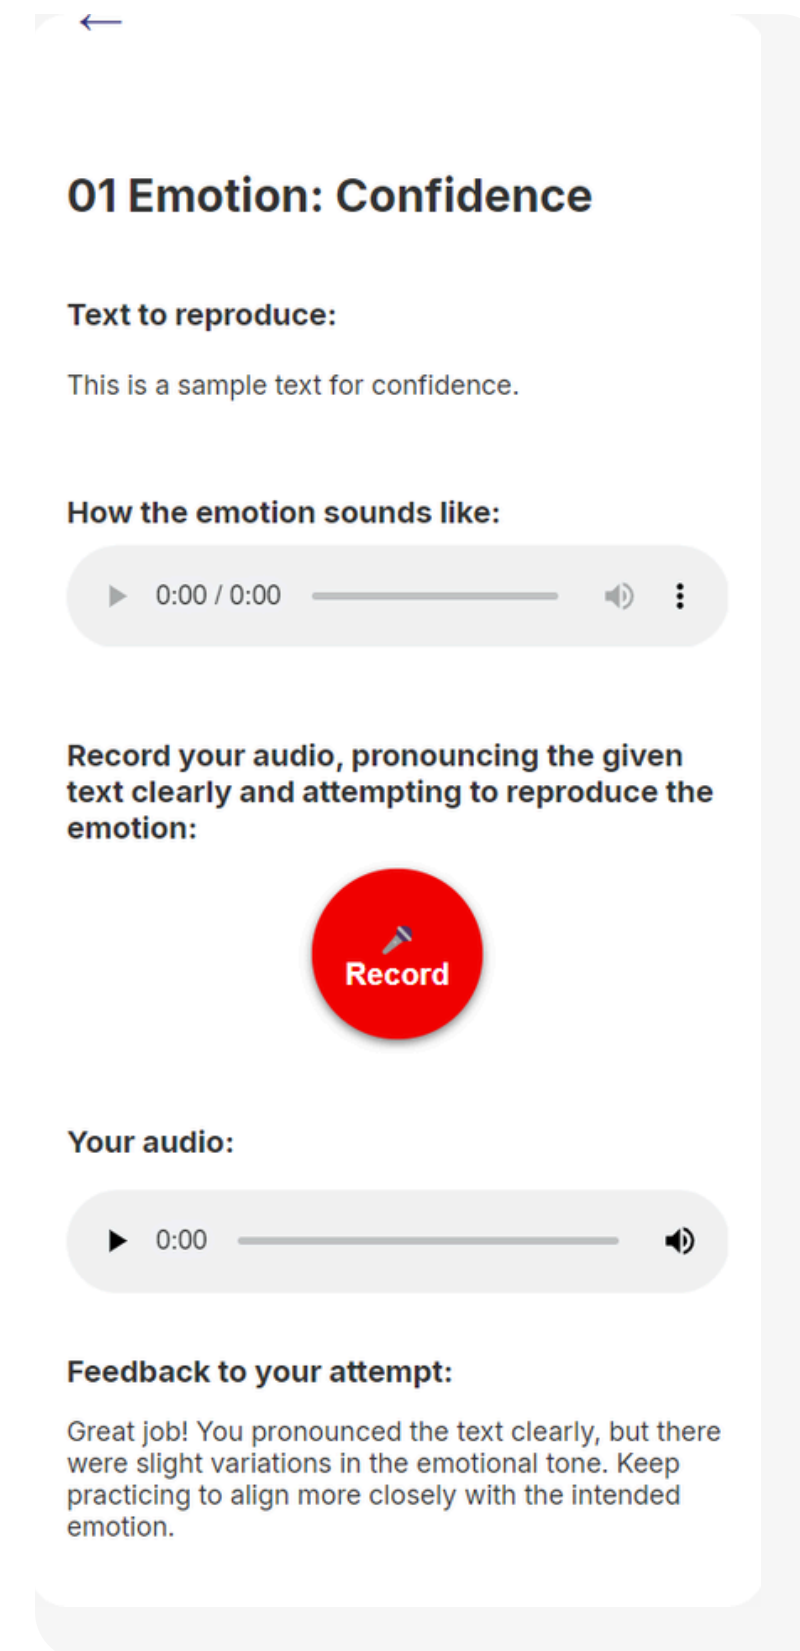 ←
01 Emotion: Confidence
Text to reproduce:
This is a sample text for confidence.
How the emotion sounds like:
0:00 / 0:00
Record your audio, pronouncing the given
text clearly and attempting to reproduce the
emotion:
Record
Your audio:
0:00
Feedback to your attempt:
Great job! You pronounced the text clearly, but there
were slight variations in the emotional tone. Keep
practicing to align more closely with the intended
emotion.